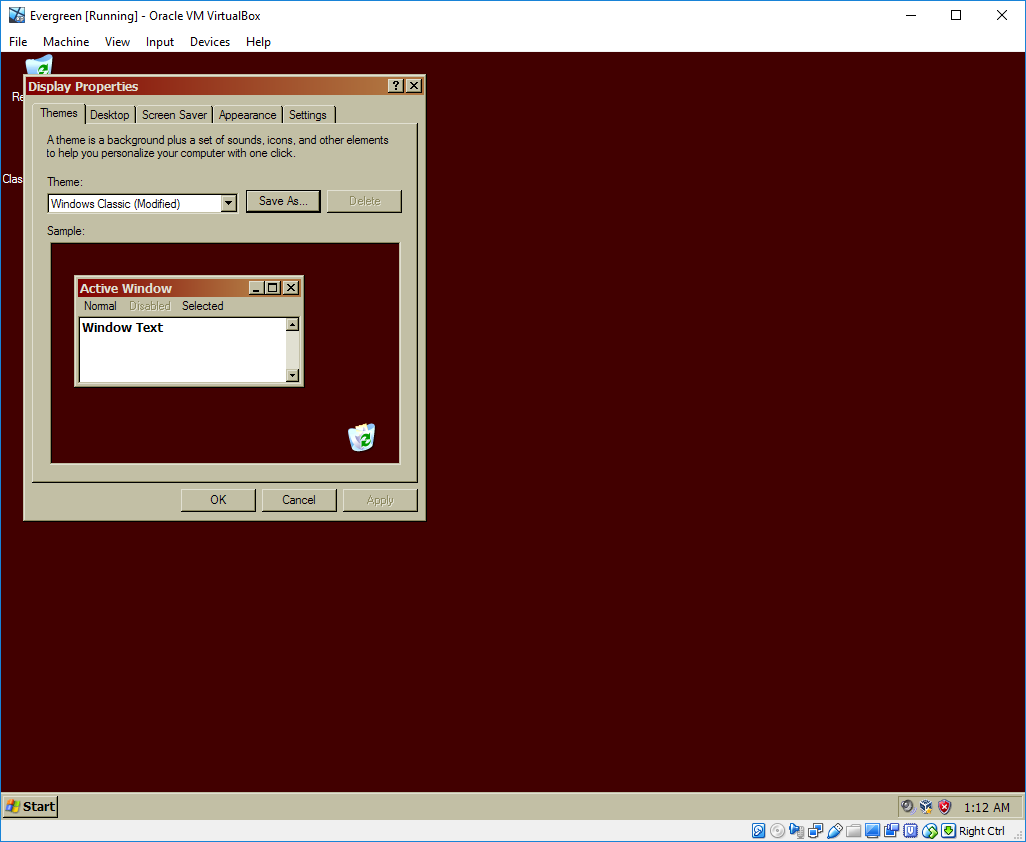 Evergreen [Running] - Oracle VM VirtualBox
File Machine View Input Devices Help
Re
Display Properties
Themes Desktop Screen Saver Appearance Settings
A theme is a background plus a set of sounds, icons, and other elements
to help you personalize your computer with one click.
Clas
Theme:
Windows Classic (Modified) Save As... Delete
Sample:
Active Window
Normal Disabled Selected
Window Text
OK Cancel Apply
Start 1:12 AM
Right Ctrl